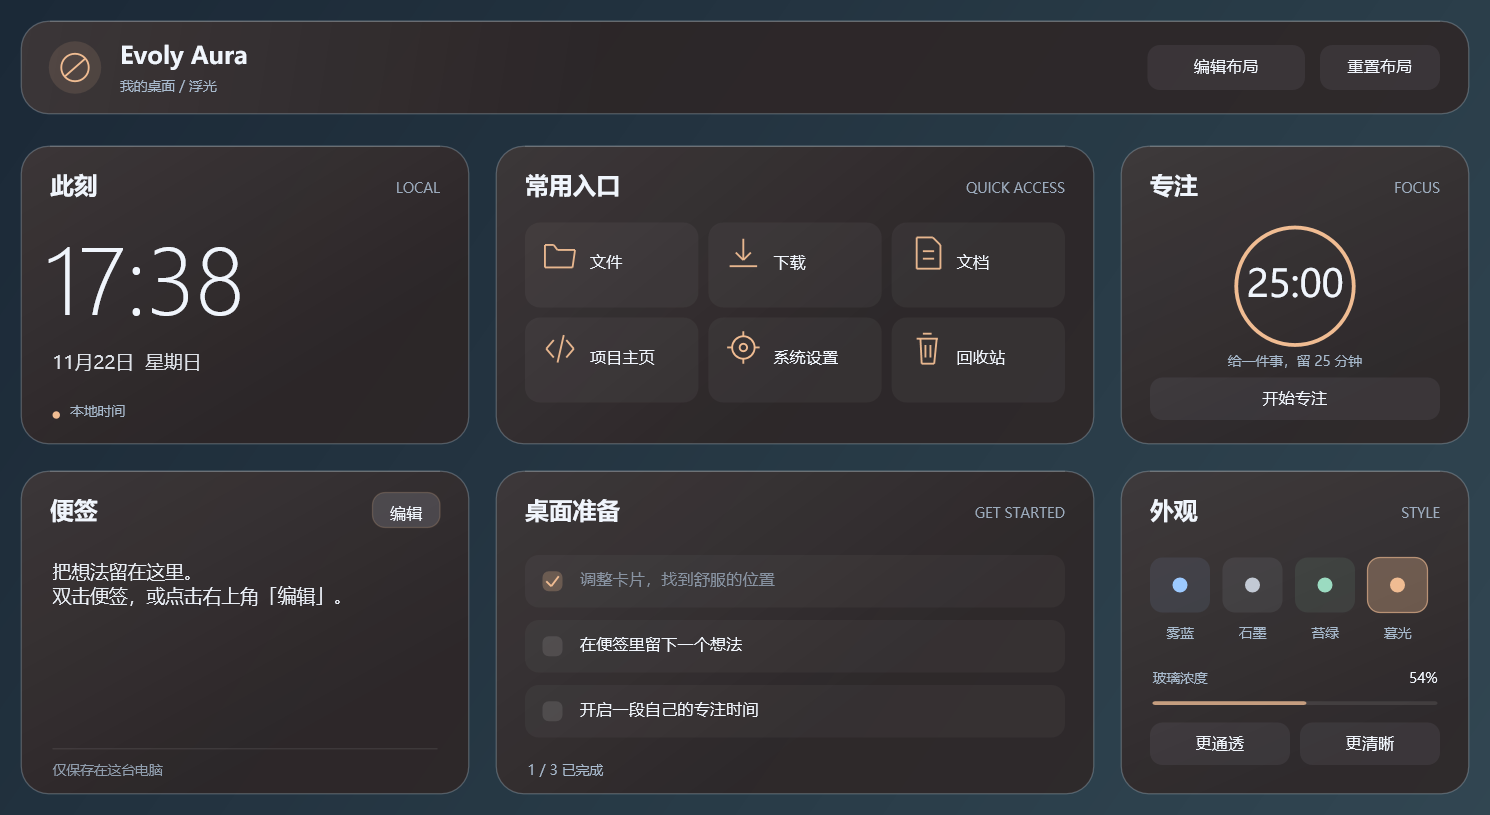 Evoly Aura
我的桌面 / 浮光
编辑布局
重置布局
此刻
LOCAL
17:38
11月22日 星期日
本地时间
常用入口
QUICK ACCESS
文件
下载
文档
项目主页
系统设置
回收站
专注
FOCUS
25:00
给一件事，留 25 分钟
开始专注
便签
编辑
把想法留在这里。
双击便签，或点击右上角「编辑」。
仅保存在这台电脑
桌面准备
GET STARTED
调整卡片，找到舒服的位置
在便签里留下一个想法
开启一段自己的专注时间
1 / 3 已完成
外观
STYLE
雾蓝
石墨
苔绿
暮光
玻璃浓度
54%
更通透
更清晰